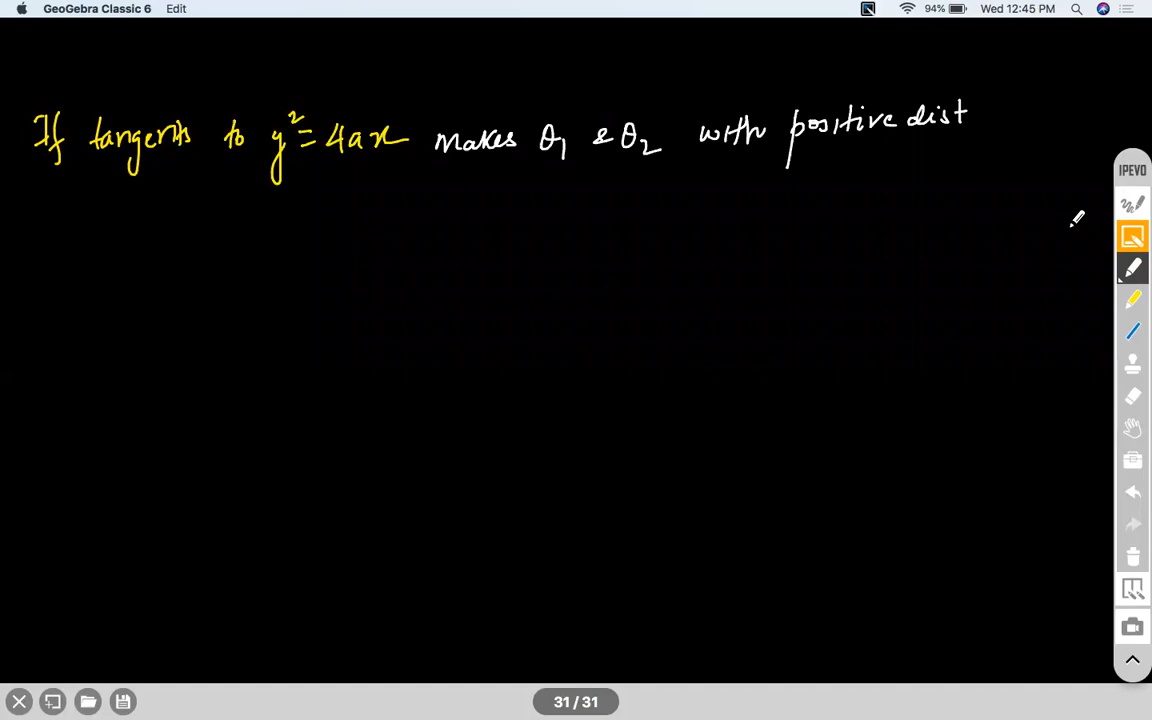 GeoGebra Classic 6 Edit 94% Wed 12:45 PM
If tangents to y²=4ax makes θ₁ & θ₂ with positive dist
IPEVO
31 / 31